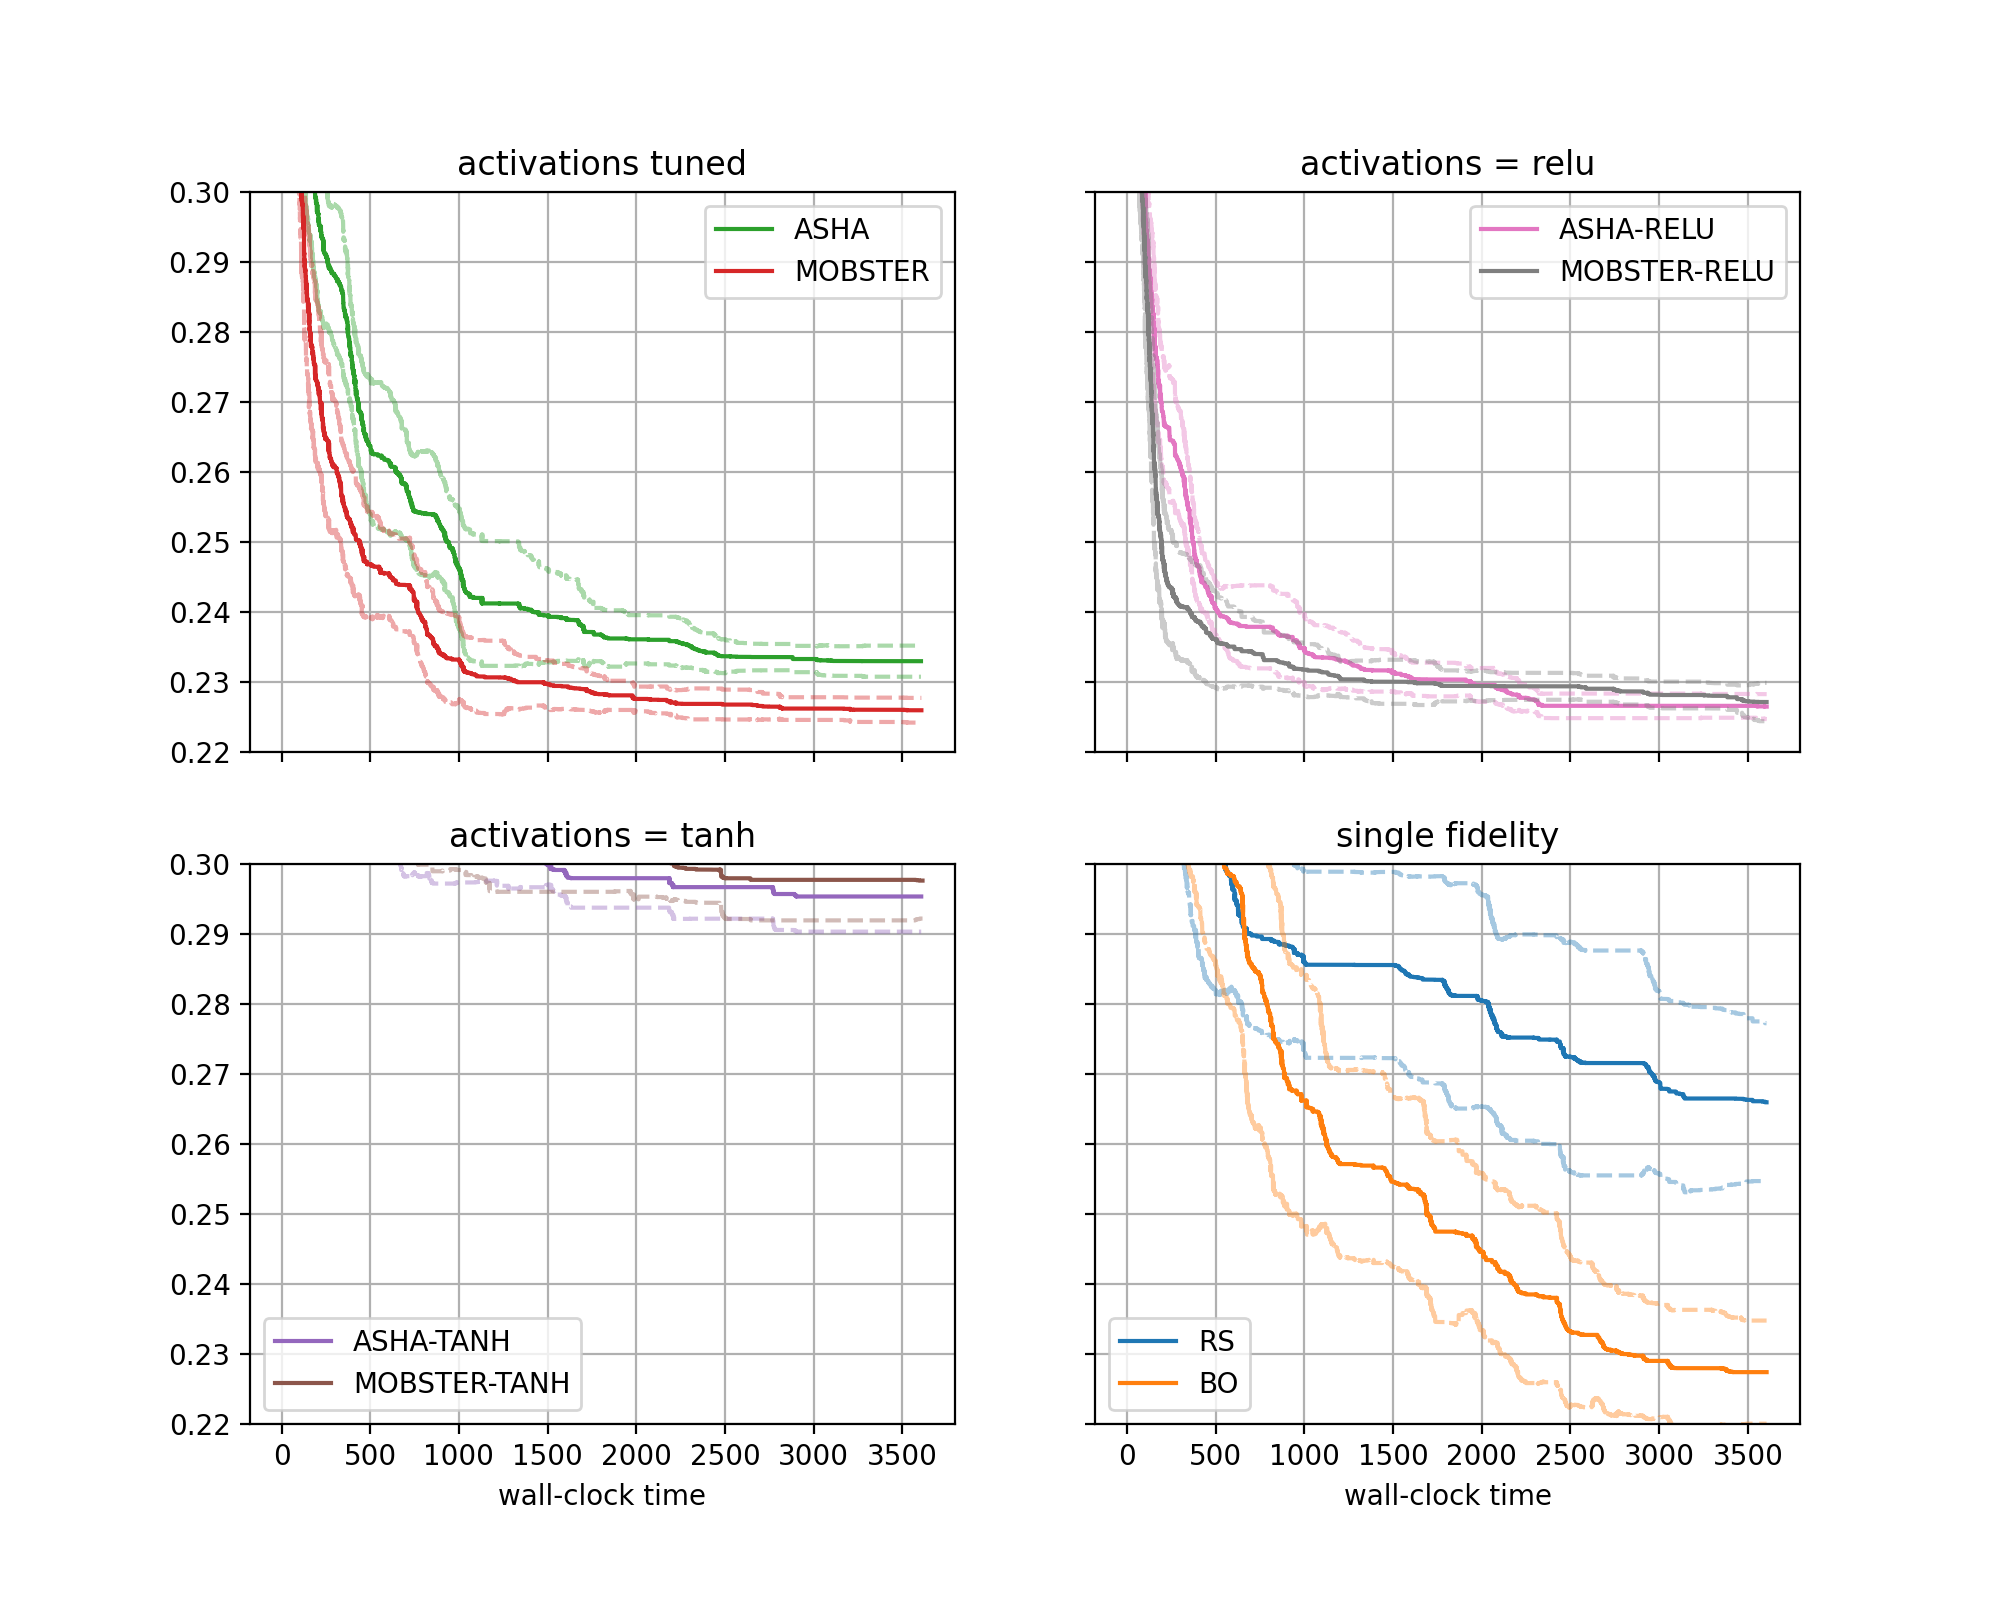 activations tuned
0.30
0.29
0.28
0.27
0.26
0.25
0.24
0.23
0.22
ASHA
MOBSTER
activations = relu
ASHA-RELU
MOBSTER-RELU
activations = tanh
0.30
0.29
0.28
0.27
0.26
0.25
0.24
0.23
0.22
ASHA-TANH
MOBSTER-TANH
0 500 1000 1500 2000 2500 3000 3500
wall-clock time
single fidelity
RS
BO
0 500 1000 1500 2000 2500 3000 3500
wall-clock time